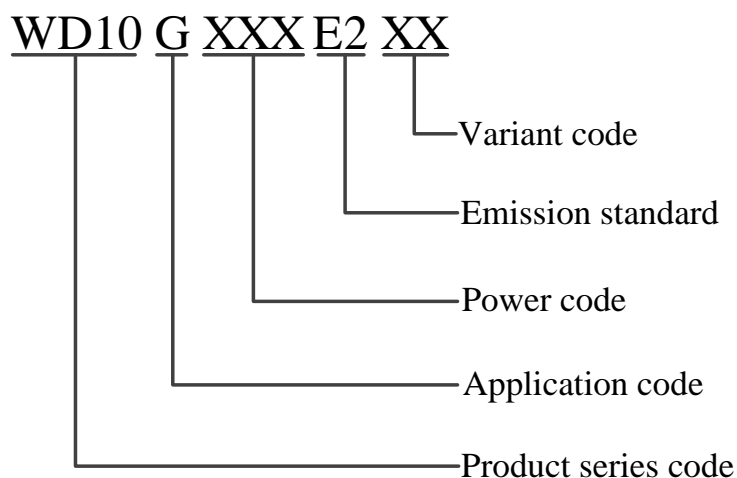 WD10 G XXX E2 XX
Variant code
Emission standard
Power code
Application code
Product series code